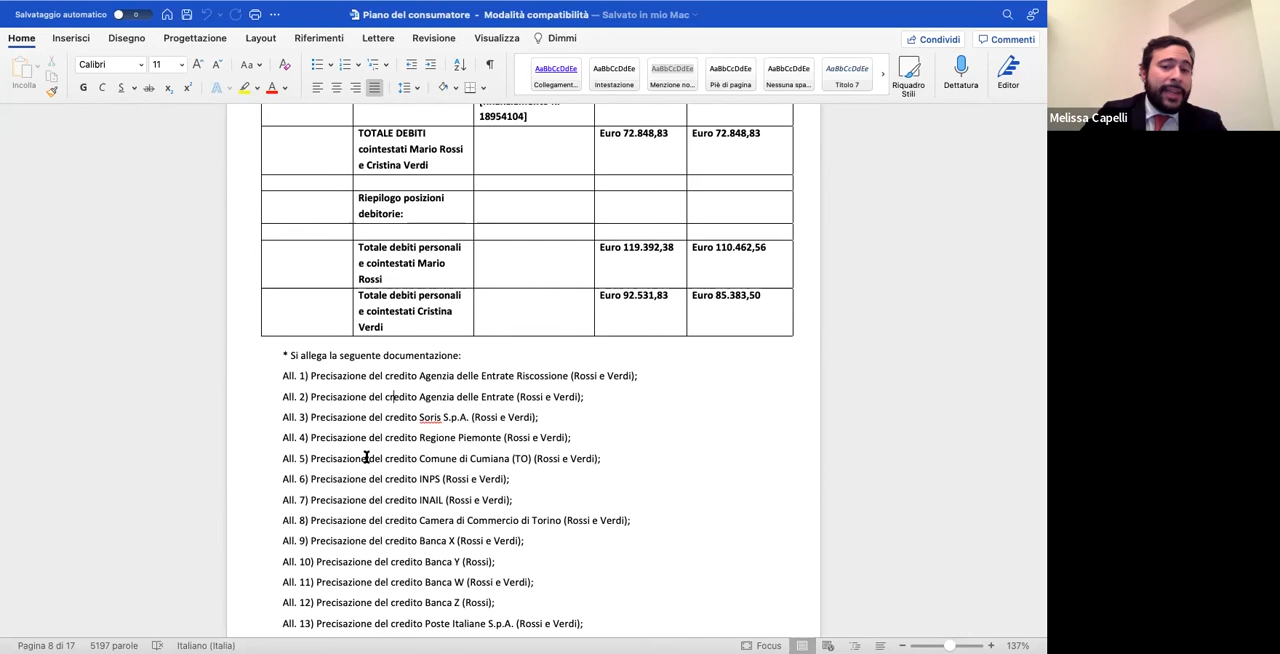 Salvataggio automatico
Piano del consumatore - Modalità compatibilità — Salvato in mio Mac
Home Inserisci Disegno Progettazione Layout Riferimenti Lettere Revisione Visualizza Dimmi
Condividi Commenti
Incolla
Calibri 11 Aa
G C S ab x₂ x² A A
AaBbCcDdEe AaBbCcDdEe AaBbCcDdEe AaBbCcDdEe AaBbCcDdEe AaBbCcDdEe
Collegament... Intestazione Menzione no... Piè di pagina Nessuna spa... Titolo 7
Riquadro Stili
Dettatura
Editor
Melissa Capelli
18954104]
TOTALE DEBITI cointestati Mario Rossi e Cristina Verdi Euro 72.848,83 Euro 72.848,83
Riepilogo posizioni debitorie:
Totale debiti personali e cointestati Mario Rossi Euro 119.392,38 Euro 110.462,56
Totale debiti personali e cointestati Cristina Verdi Euro 92.531,83 Euro 85.383,50
* Si allega la seguente documentazione:
All. 1) Precisazione del credito Agenzia delle Entrate Riscossione (Rossi e Verdi);
All. 2) Precisazione del credito Agenzia delle Entrate (Rossi e Verdi);
All. 3) Precisazione del credito Soris S.p.A. (Rossi e Verdi);
All. 4) Precisazione del credito Regione Piemonte (Rossi e Verdi);
All. 5) Precisazione del credito Comune di Cumiana (TO) (Rossi e Verdi);
All. 6) Precisazione del credito INPS (Rossi e Verdi);
All. 7) Precisazione del credito INAIL (Rossi e Verdi);
All. 8) Precisazione del credito Camera di Commercio di Torino (Rossi e Verdi);
All. 9) Precisazione del credito Banca X (Rossi e Verdi);
All. 10) Precisazione del credito Banca Y (Rossi);
All. 11) Precisazione del credito Banca W (Rossi e Verdi);
All. 12) Precisazione del credito Banca Z (Rossi);
All. 13) Precisazione del credito Poste Italiane S.p.A. (Rossi e Verdi);
Pagina 8 di 17 5197 parole Italiano (Italia) Focus 137%